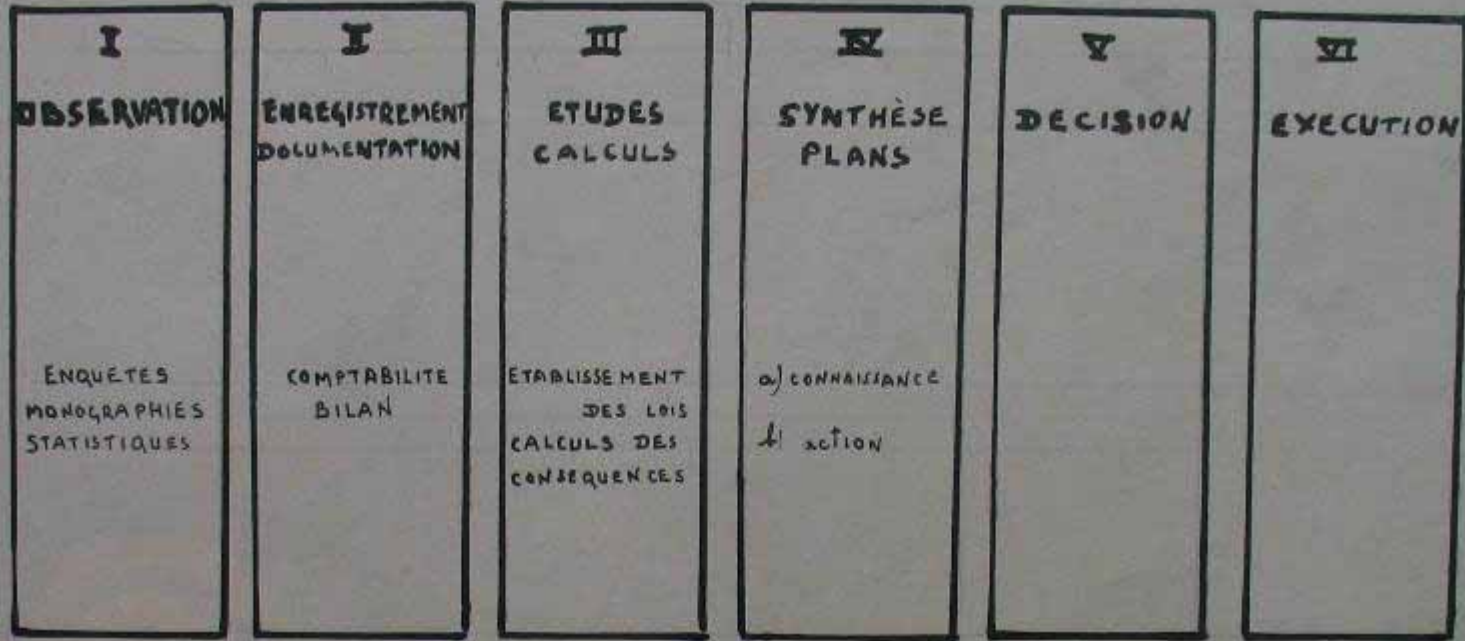 I
OBSERVATION
ENQUETES
MONOGRAPHIES
STATISTIQUES
II
ENREGISTREMENT
DOCUMENTATION
COMPTABILITE
BILAN
III
ETUDES
CALCULS
ETABLISSEMENT
DES LOIS
CALCULS DES
CONSEQUENCES
IV
SYNTHÈSE
PLANS
a) CONNAISSANCE
b) ACTION
V
DECISION
VI
EXECUTION